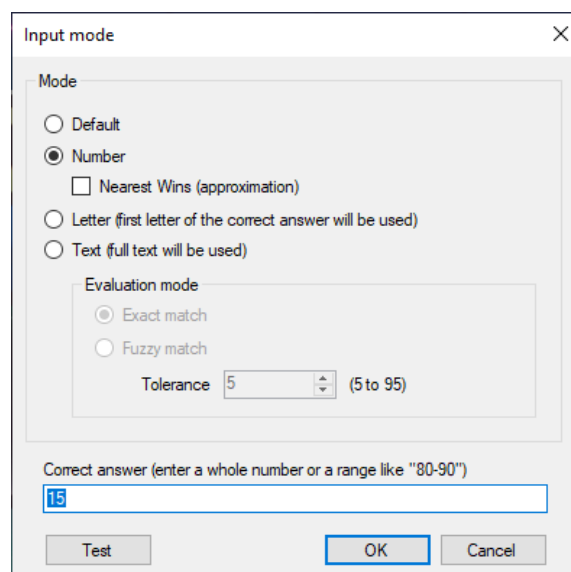 Input mode
Mode
Default
Number
Nearest Wins (approximation)
Letter (first letter of the correct answer will be used)
Text (full text will be used)
Evaluation mode
Exact match
Fuzzy match
Tolerance 5 (5 to 95)
Correct answer (enter a whole number or a range like "80-90")
15
Test OK Cancel